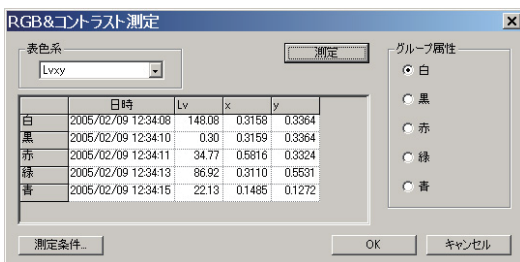 RGB&コントラスト測定
表色系
Lvxy
測定
グループ属性
白
黒
赤
緑
青
日時 Lv x y
白 2005/02/09 12:34:08 148.08 0.3158 0.3364
黒 2005/02/09 12:34:10 0.30 0.3159 0.3364
赤 2005/02/09 12:34:11 34.77 0.5816 0.3324
緑 2005/02/09 12:34:13 86.92 0.3110 0.5531
青 2005/02/09 12:34:15 22.13 0.1485 0.1272
測定条件...
OK
キャンセル